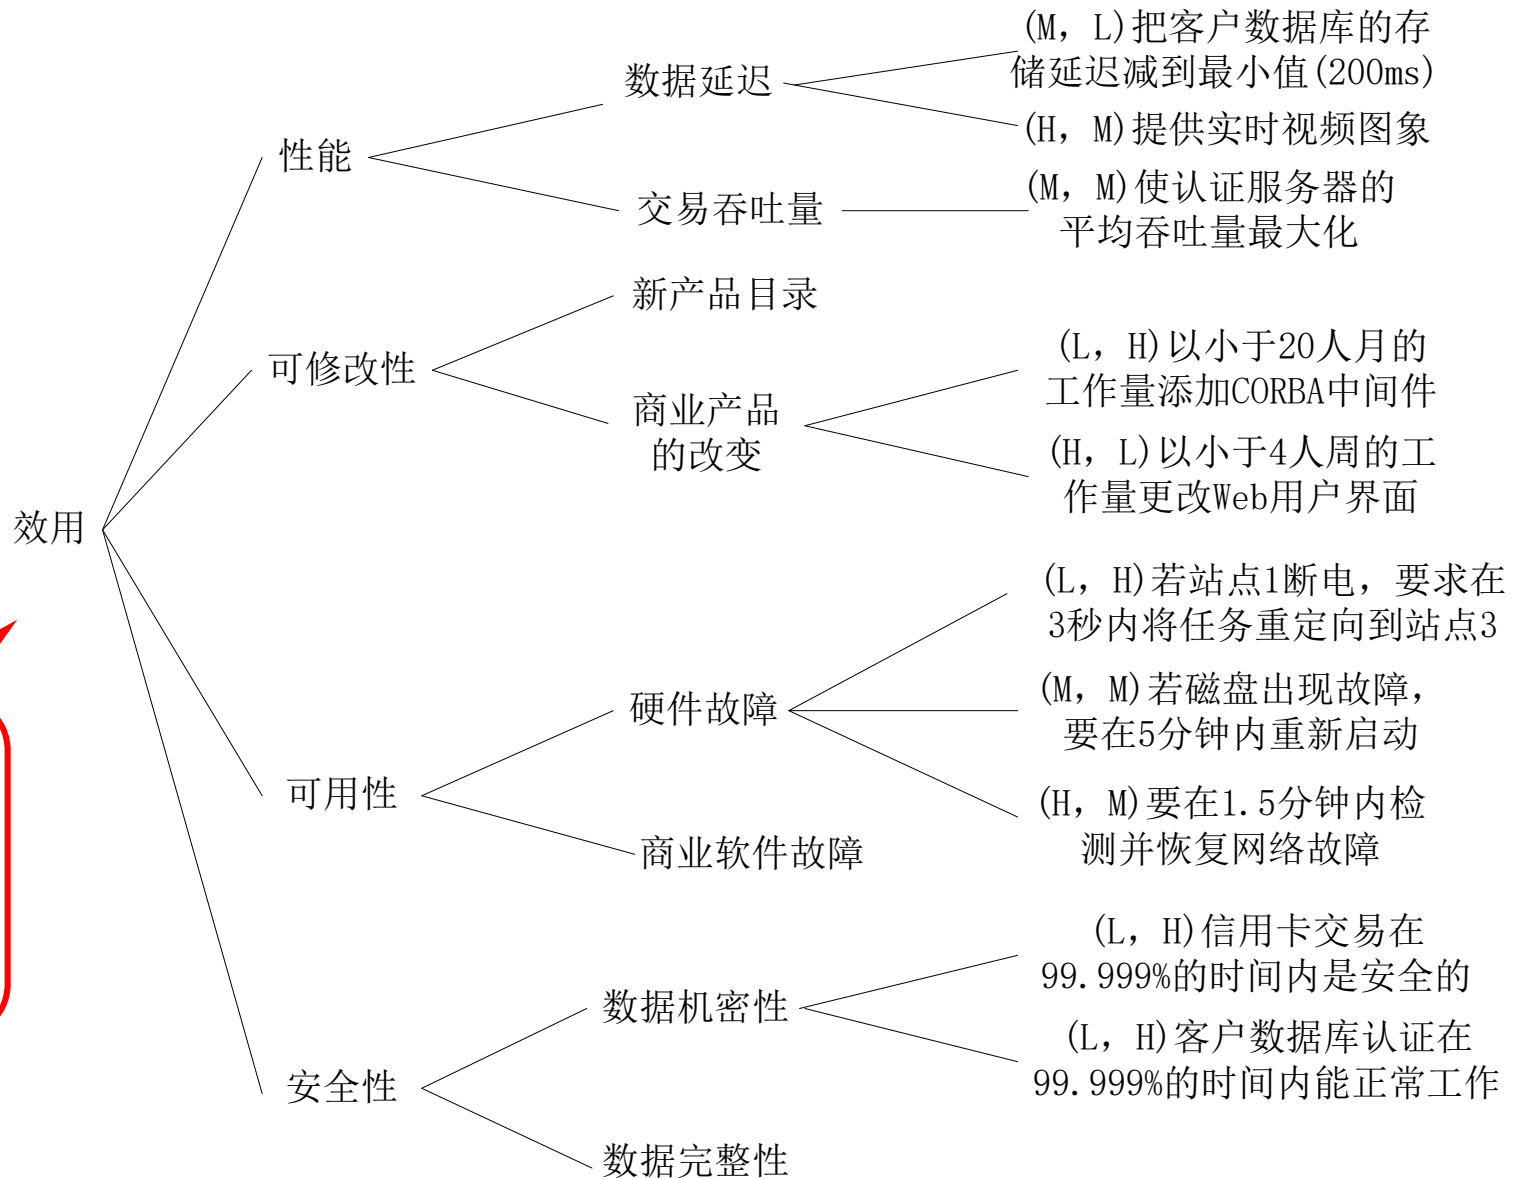 (M，L)把客户数据库的存
储延迟减到最小值(200ms)
数据延迟
(H，M)提供实时视频图象
性能
(M，M)使认证服务器的
平均吞吐量最大化
交易吞吐量
新产品目录
(L，H)以小于20人月的
工作量添加CORBA中间件
可修改性
商业产品
的改变
(H，L)以小于4人周的工
作量更改Web用户界面
效用
(L，H)若站点1断电，要求在
3秒内将任务重定向到站点3
硬件故障
(M，M)若磁盘出现故障，
要在5分钟内重新启动
可用性
(H，M)要在1.5分钟内检
测并恢复网络故障
商业软件故障
(L，H)信用卡交易在
99.999%的时间内是安全的
数据机密性
(L，H)客户数据库认证在
99.999%的时间内能正常工作
安全性
数据完整性